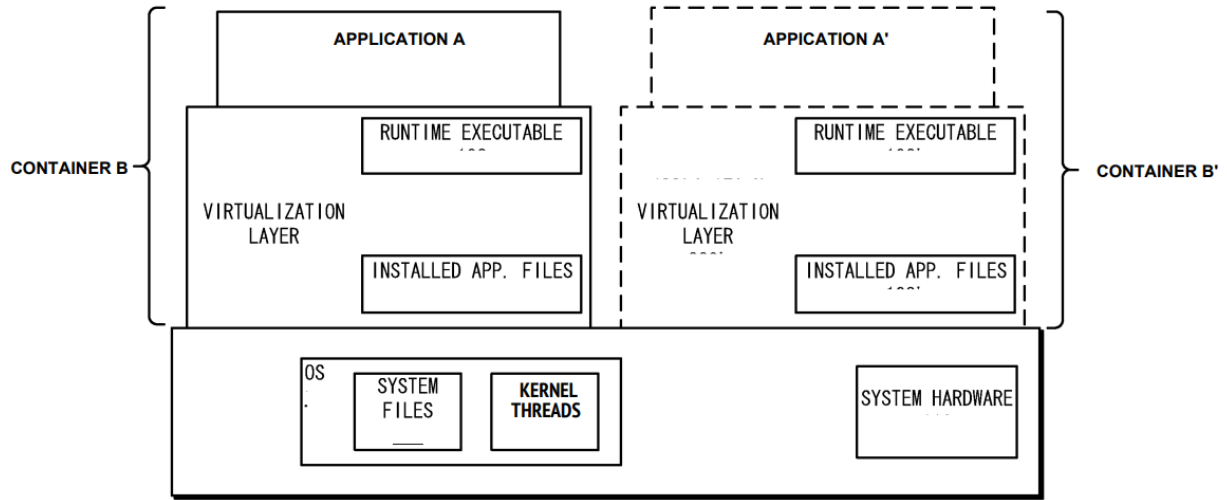 APPLICATION A
APPICATION A'
RUNTIME EXECUTABLE
RUNTIME EXECUTABLE
CONTAINER B
CONTAINER B'
VIRTUALIZATION
LAYER
VIRTUALIZATION
LAYER
INSTALLED APP. FILES
INSTALLED APP. FILES
OS
SYSTEM
FILES
KERNEL
THREADS
SYSTEM HARDWARE